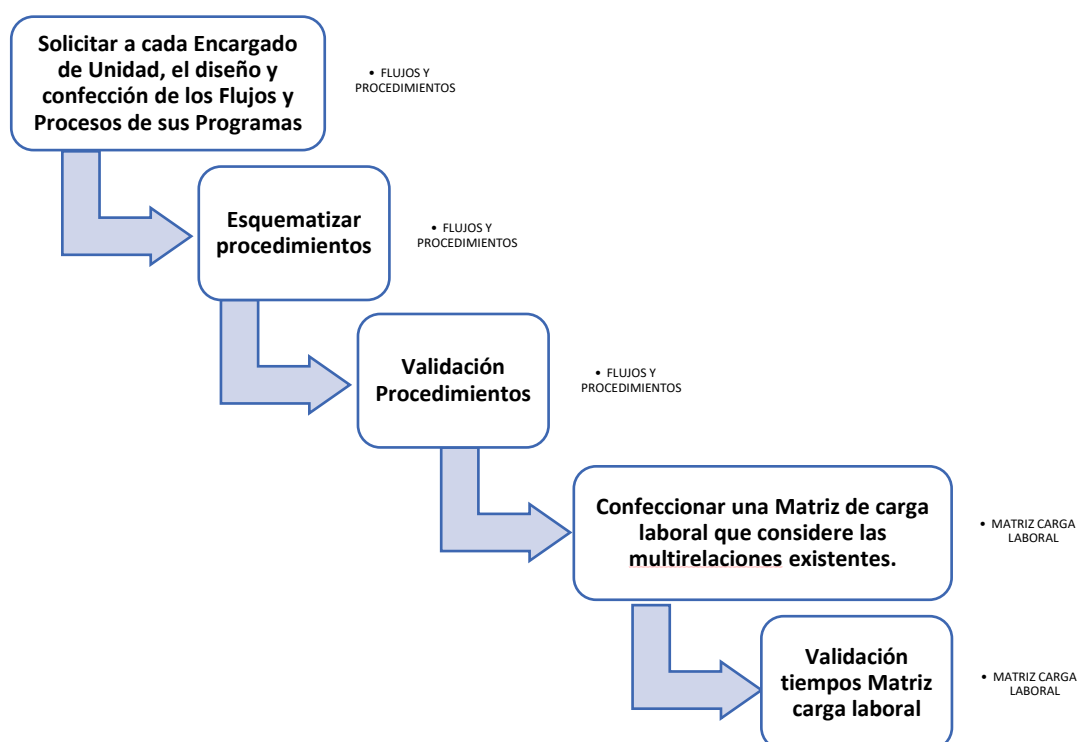 Solicitar a cada Encargado
de Unidad, el diseño y
confección de los Flujos y
Procesos de sus Programas
• FLUJOS Y
PROCEDIMIENTOS
Esquematizar
procedimientos
• FLUJOS Y
PROCEDIMIENTOS
Validación
Procedimientos
• FLUJOS Y
PROCEDIMIENTOS
Confeccionar una Matriz de carga
laboral que considere las
multirelaciones existentes.
• MATRIZ CARGA
LABORAL
Validación
tiempos Matriz
carga laboral
• MATRIZ CARGA
LABORAL